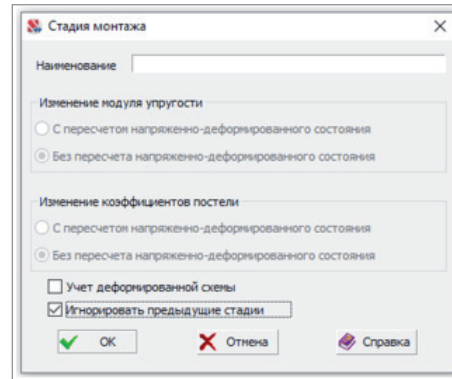 Стадия монтажа
Наименование
Изменение модуля упругости
С пересчетом напряженно-деформированного состояния
Без пересчета напряженно-деформированного состояния
Изменение коэффициентов постели
С пересчетом напряженно-деформированного состояния
Без пересчета напряженно-деформированного состояния
Учет деформированной схемы
Игнорировать предыдущие стадии
ОК
Отмена
Справка